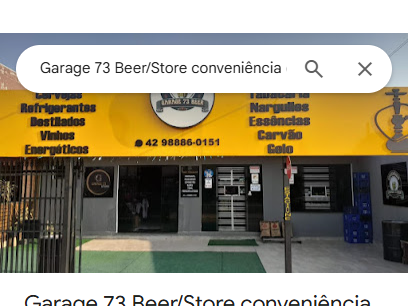 Garage 73 Beer/Store conveniência
Cervejas
Refrigerantes
Destilados
Vinhos
Energéticos
GARAGE 73 BEER
42 98886-0151
Tabacaria
Narguiles
Essências
Carvão
Gelo
Garage 73 Beer/Store conveniência